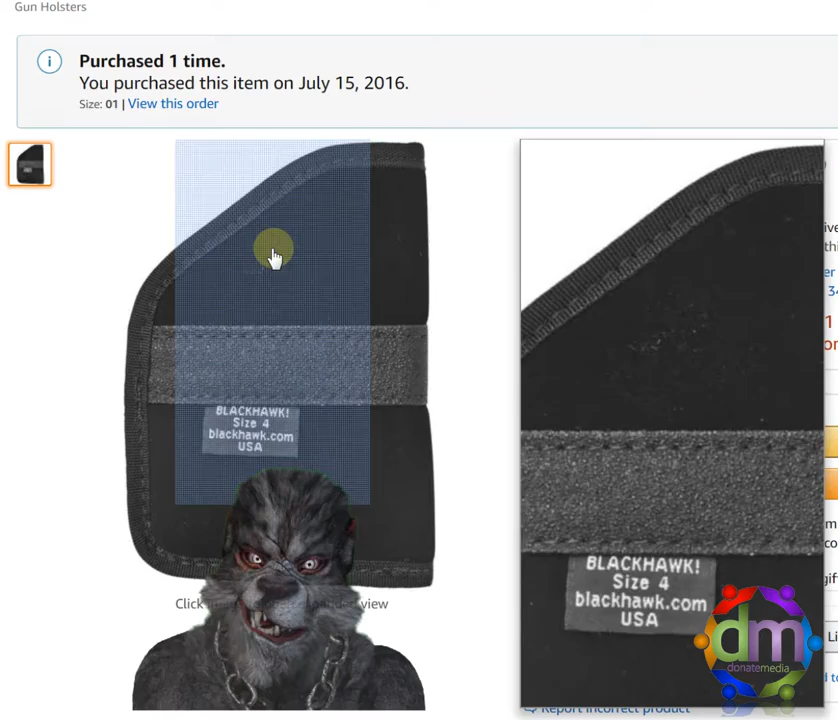 Gun Holsters
Purchased 1 time.
You purchased this item on July 15, 2016.
Size: 01 | View this order
BLACKHAWK!
Size 4
blackhawk.com
USA
BLACKHAWK!
Size 4
blackhawk.com
USA
Click
view
dm
donatemedia
Report incorrect product